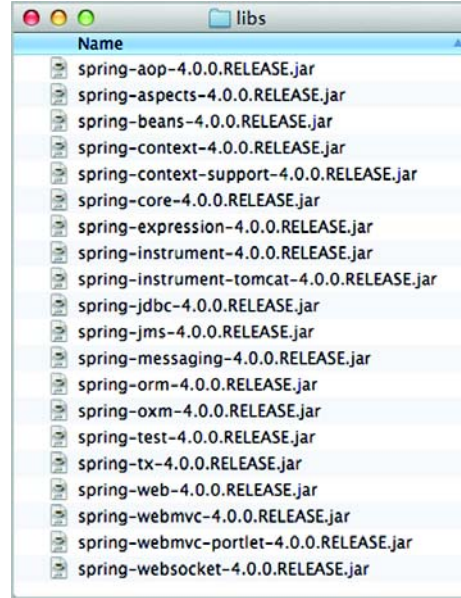 libs
Name
spring-aop-4.0.0.RELEASE.jar
spring-aspects-4.0.0.RELEASE.jar
spring-beans-4.0.0.RELEASE.jar
spring-context-4.0.0.RELEASE.jar
spring-context-support-4.0.0.RELEASE.jar
spring-core-4.0.0.RELEASE.jar
spring-expression-4.0.0.RELEASE.jar
spring-instrument-4.0.0.RELEASE.jar
spring-instrument-tomcat-4.0.0.RELEASE.jar
spring-jdbc-4.0.0.RELEASE.jar
spring-jms-4.0.0.RELEASE.jar
spring-messaging-4.0.0.RELEASE.jar
spring-orm-4.0.0.RELEASE.jar
spring-oxm-4.0.0.RELEASE.jar
spring-test-4.0.0.RELEASE.jar
spring-tx-4.0.0.RELEASE.jar
spring-web-4.0.0.RELEASE.jar
spring-webmvc-4.0.0.RELEASE.jar
spring-webmvc-portlet-4.0.0.RELEASE.jar
spring-websocket-4.0.0.RELEASE.jar